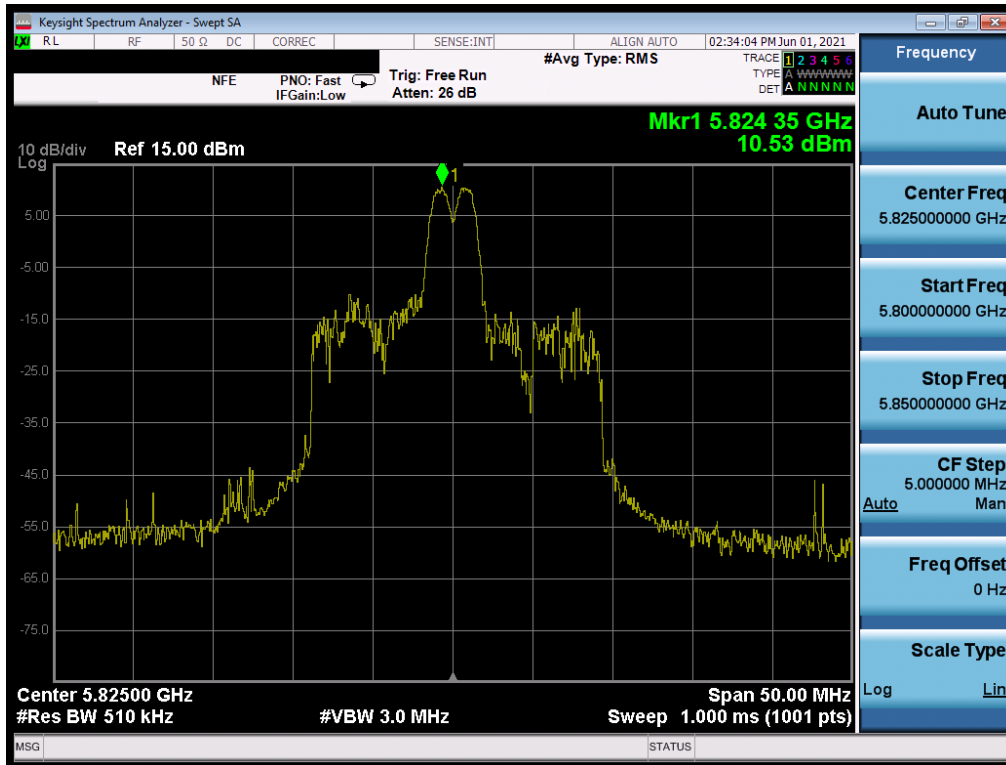 Keysight Spectrum Analyzer - Swept SA
LXI RL RF 50 Ω DC CORREC SENSE:INT ALIGN AUTO 02:34:04 PM Jun 01, 2021
#Avg Type: RMS
TRACE 1 2 3 4 5 6
TYPE A WWWWW
DET A N N N N N
NFE PNO: Fast Trig: Free Run
IFGain:Low Atten: 26 dB
Mkr1 5.824 35 GHz
10.53 dBm
10 dB/div Ref 15.00 dBm
Log
1
5.00
-5.00
-15.0
-25.0
-35.0
-45.0
-55.0
-65.0
-75.0
Center 5.82500 GHz Span 50.00 MHz
#Res BW 510 kHz #VBW 3.0 MHz Sweep 1.000 ms (1001 pts)
MSG STATUS
Frequency
Auto Tune
Center Freq
5.825000000 GHz
Start Freq
5.800000000 GHz
Stop Freq
5.850000000 GHz
CF Step
5.000000 MHz
Auto Man
Freq Offset
0 Hz
Scale Type
Log Lin